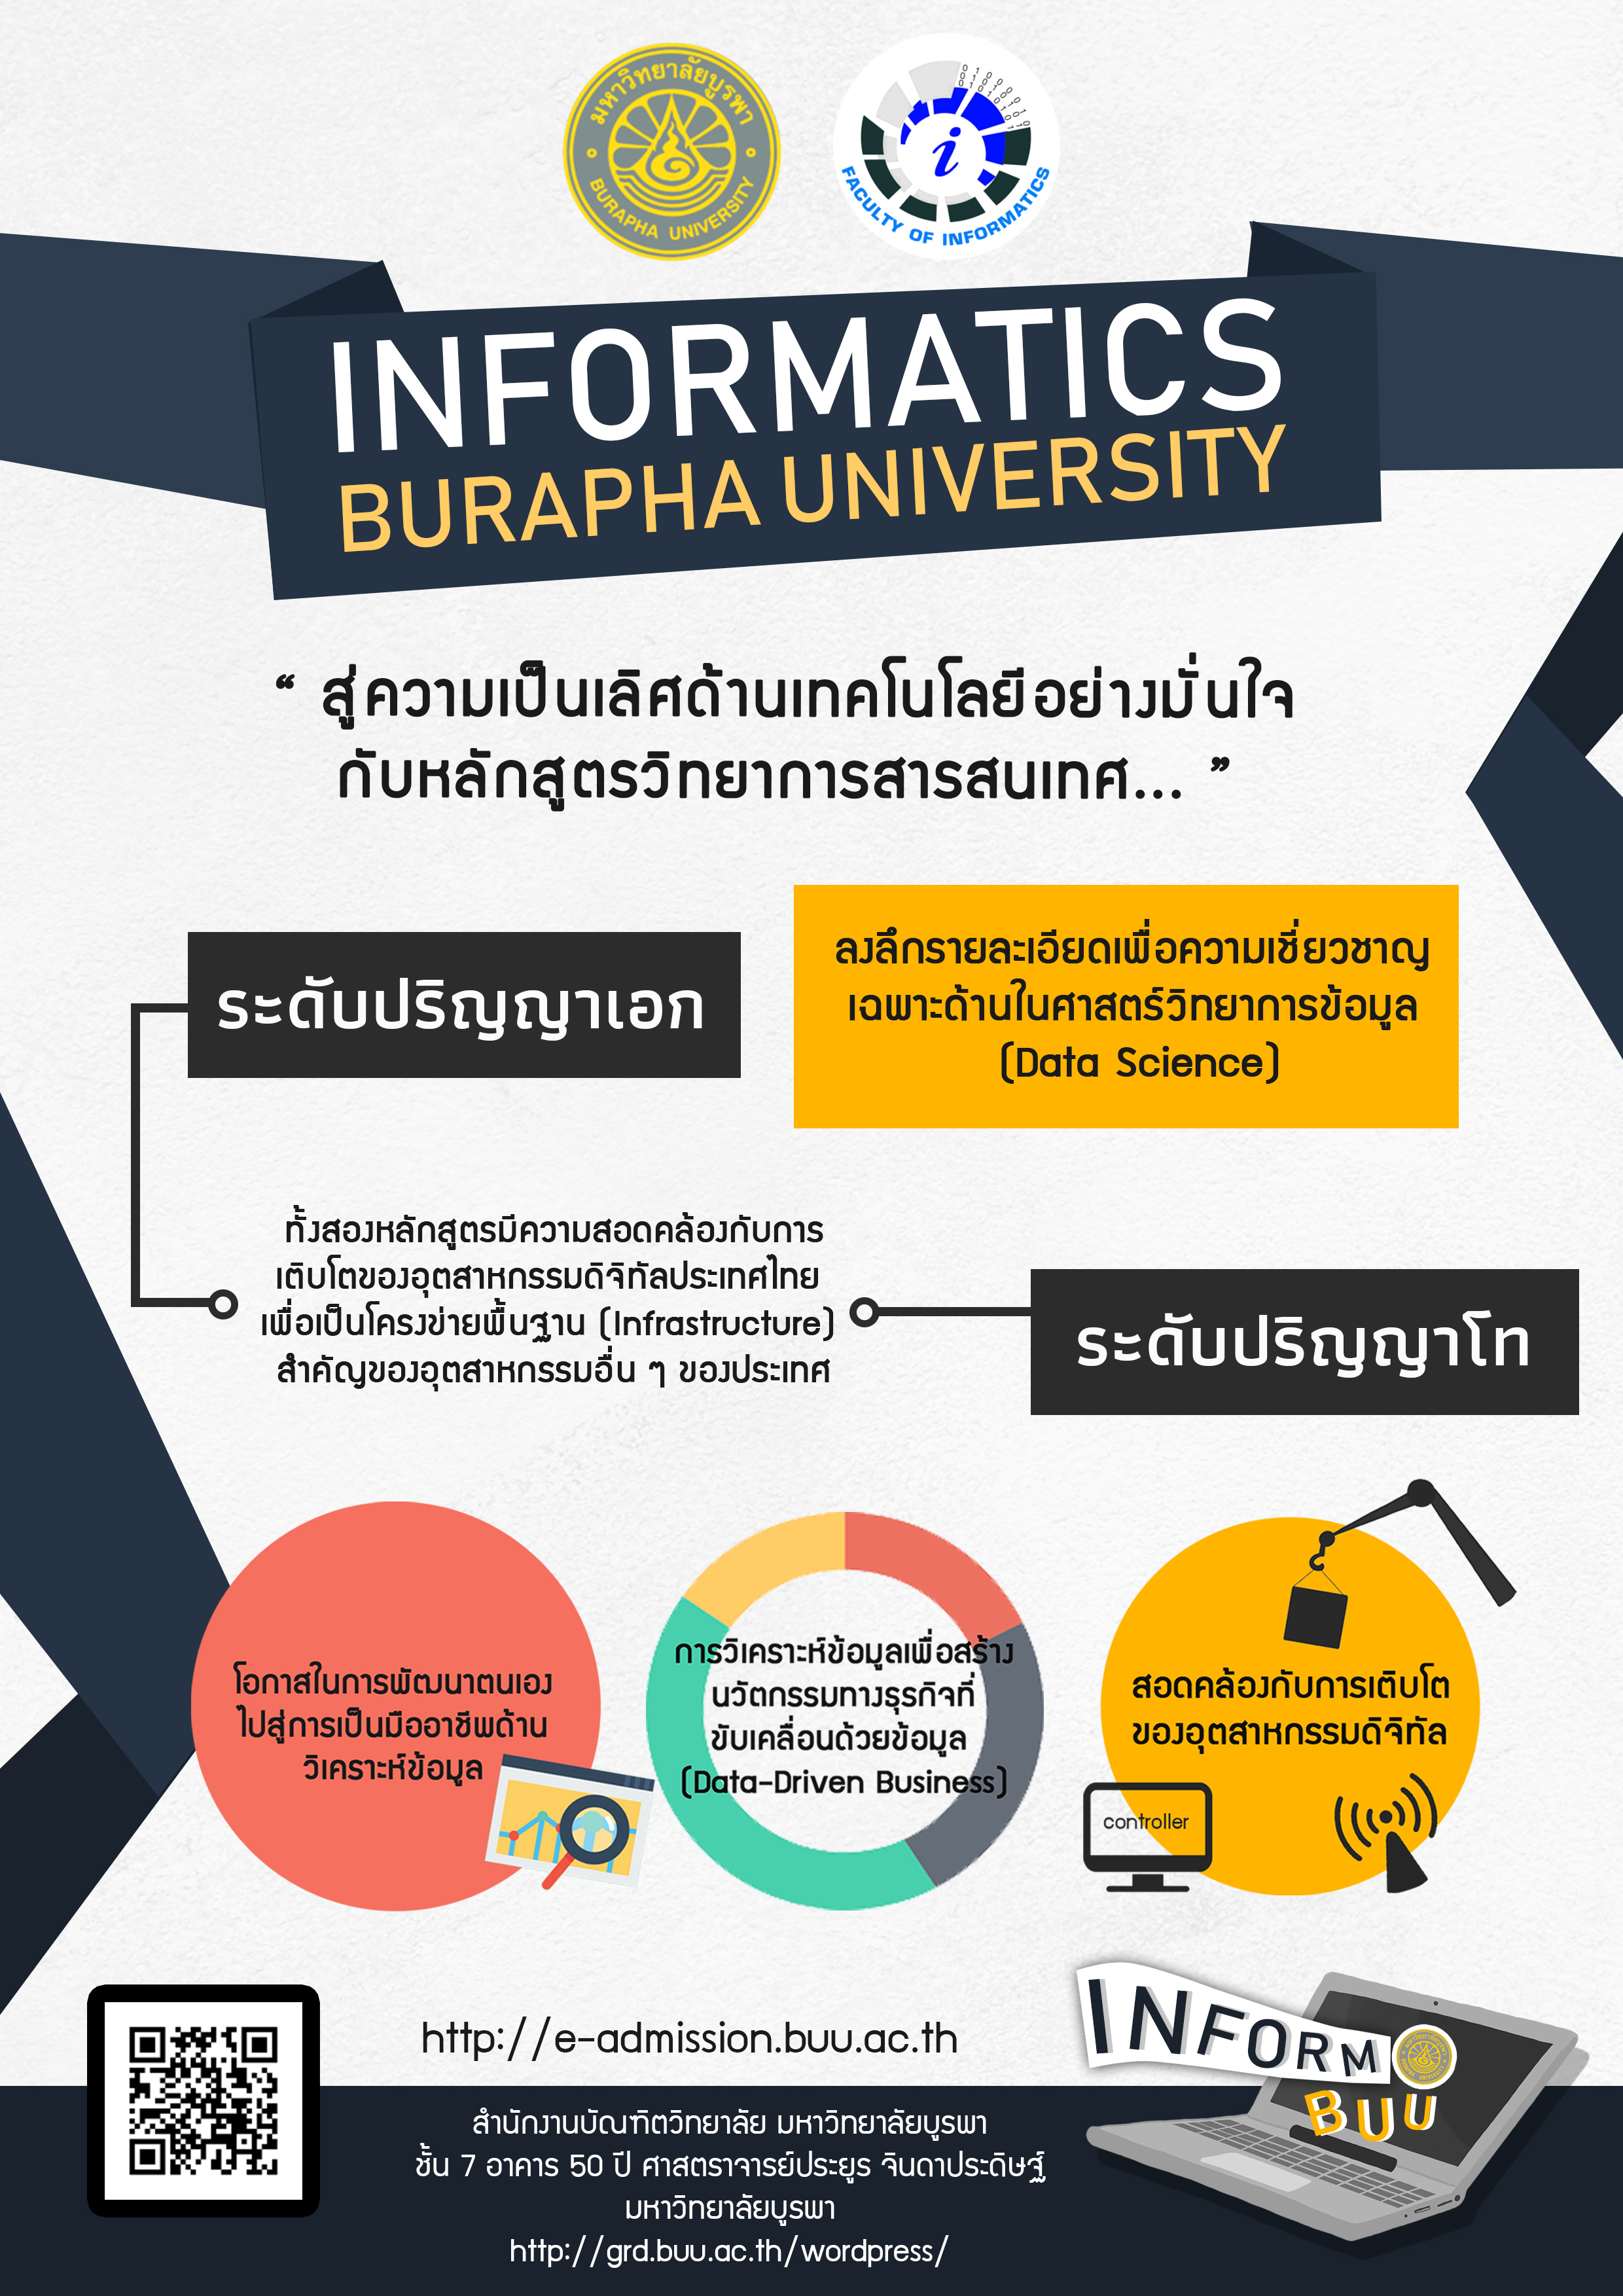 มหาวิทยาลัยบูรพา
BURAPHA UNIVERSITY
i
FACULTY OF INFORMATICS
INFORMATICS
BURAPHA UNIVERSITY
“ สู่ความเป็นเลิศด้านเทคโนโลยีอย่างมั่นใจ
กับหลักสูตรวิทยาการสารสนเทศ... ”
ระดับปริญญาเอก
ลงลึกรายละเอียดเพื่อความเชี่ยวชาญ
เฉพาะด้านในศาสตร์วิทยาการข้อมูล
(Data Science)
ทั้งสองหลักสูตรมีความสอดคล้องกับการ
เติบโตของอุตสาหกรรมดิจิทัลประเทศไทย
เพื่อเป็นโครงข่ายพื้นฐาน (Infrastructure)
สำคัญของอุตสาหกรรมอื่น ๆ ของประเทศ
ระดับปริญญาโท
โอกาสในการพัฒนาตนเอง
ไปสู่การเป็นมืออาชีพด้าน
วิเคราะห์ข้อมูล
การวิเคราะห์ข้อมูลเพื่อสร้าง
นวัตกรรมทางธุรกิจที่
ขับเคลื่อนด้วยข้อมูล
(Data-Driven Business)
สอดคล้องกับการเติบโต
ของอุตสาหกรรมดิจิทัล
controller
http://e-admission.buu.ac.th
INFORM
BUU
สำนักงานบัณฑิตวิทยาลัย มหาวิทยาลัยบูรพา
ชั้น 7 อาคาร 50 ปี ศาสตราจารย์ประยูร จินดาประดิษฐ์
มหาวิทยาลัยบูรพา
http://grd.buu.ac.th/wordpress/